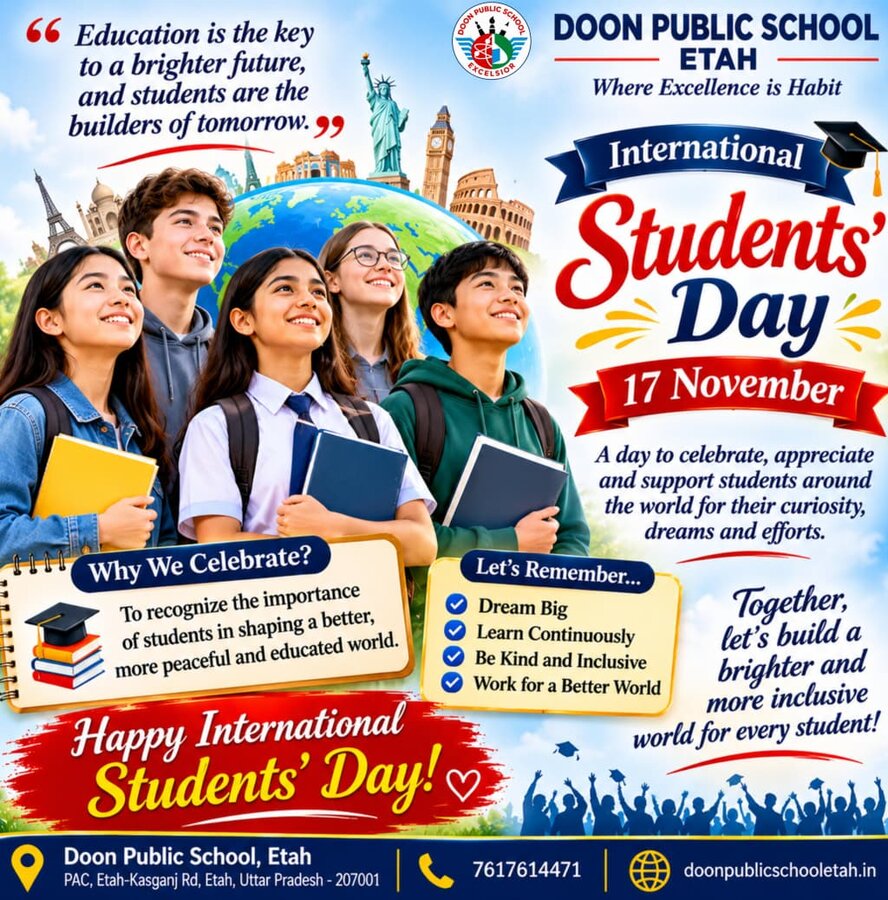 “ Education is the key
to a brighter future,
and students are the
builders of tomorrow. ”
DOON PUBLIC SCHOOL
EXCELSIOR
DOON PUBLIC SCHOOL
ETAH
Where Excellence is Habit
International
Students’
Day
17 November
A day to celebrate, appreciate
and support students around
the world for their curiosity,
dreams and efforts.
Why We Celebrate?
To recognize the importance
of students in shaping a better,
more peaceful and educated world.
Let’s Remember...
Dream Big
Learn Continuously
Be Kind and Inclusive
Work for a Better World
Together,
let’s build a
brighter and
more inclusive
world for every student!
Happy International
Students’ Day!
Doon Public School, Etah
PAC, Etah-Kasganj Rd, Etah, Uttar Pradesh - 207001
7617614471
doonpublicschooletah.in